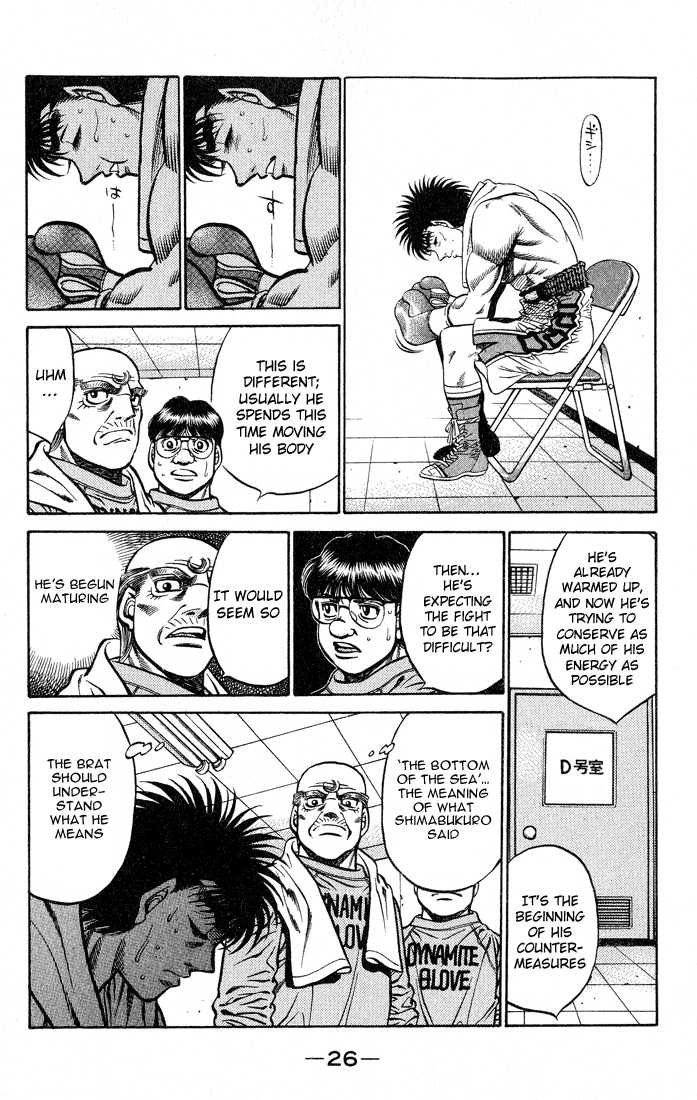 ギシ…
す
は
THIS IS
DIFFERENT;
USUALLY HE
SPENDS THIS
TIME MOVING
HIS BODY
UHM
...
HE'S
ALREADY
WARMED UP,
AND NOW HE'S
TRYING TO
CONSERVE AS
MUCH OF HIS
ENERGY AS
POSSIBLE
D号室
IT'S THE
BEGINNING
OF HIS
COUNTER-
MEASURES
THEN...
HE'S
EXPECTING
THE FIGHT
TO BE THAT
DIFFICULT?
IT WOULD
SEEM SO
HE'S BEGUN
MATURING
'THE BOTTOM
OF THE SEA'...
THE MEANING
OF WHAT
SHIMABUKURO
SAID
THE BRAT
SHOULD
UNDER-
STAND
WHAT HE
MEANS
DYNAMITE
GLOVE
—26—